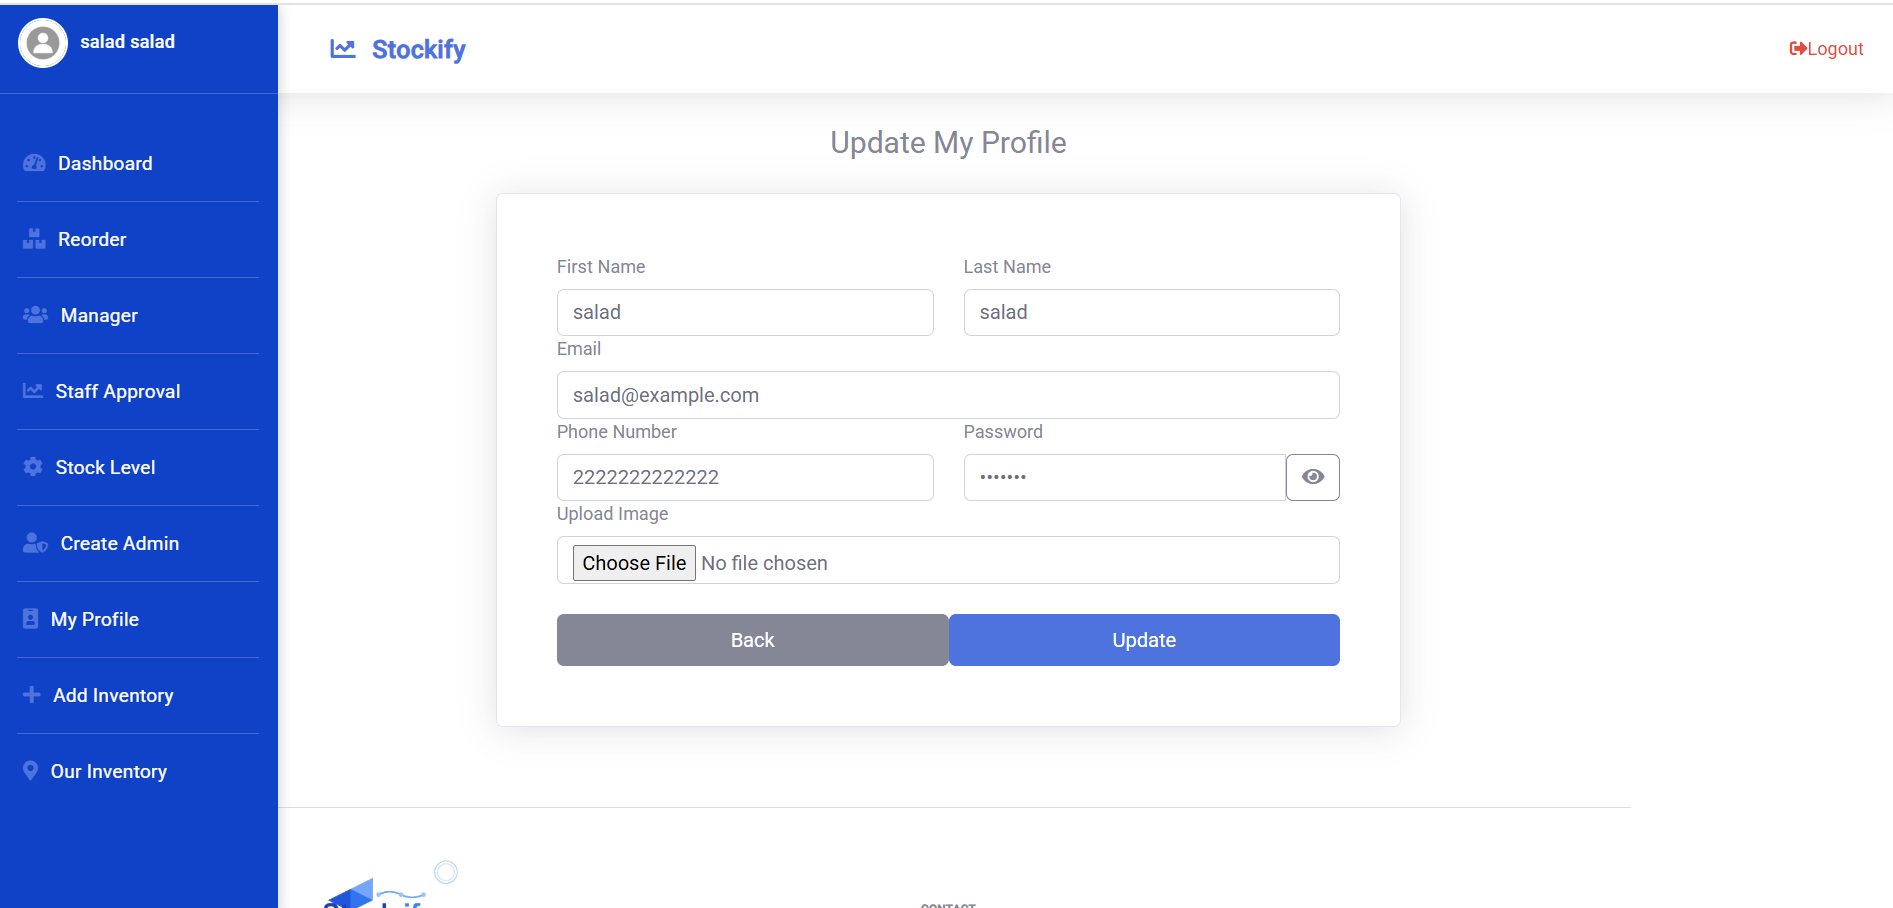 salad salad
Stockify
Logout
Dashboard
Reorder
Manager
Staff Approval
Stock Level
Create Admin
My Profile
Add Inventory
Our Inventory
Update My Profile
First Name
Last Name
salad
salad
Email
salad@example.com
Phone Number
Password
2222222222222
•••••••
Upload Image
Choose File No file chosen
Back
Update
CONTACT